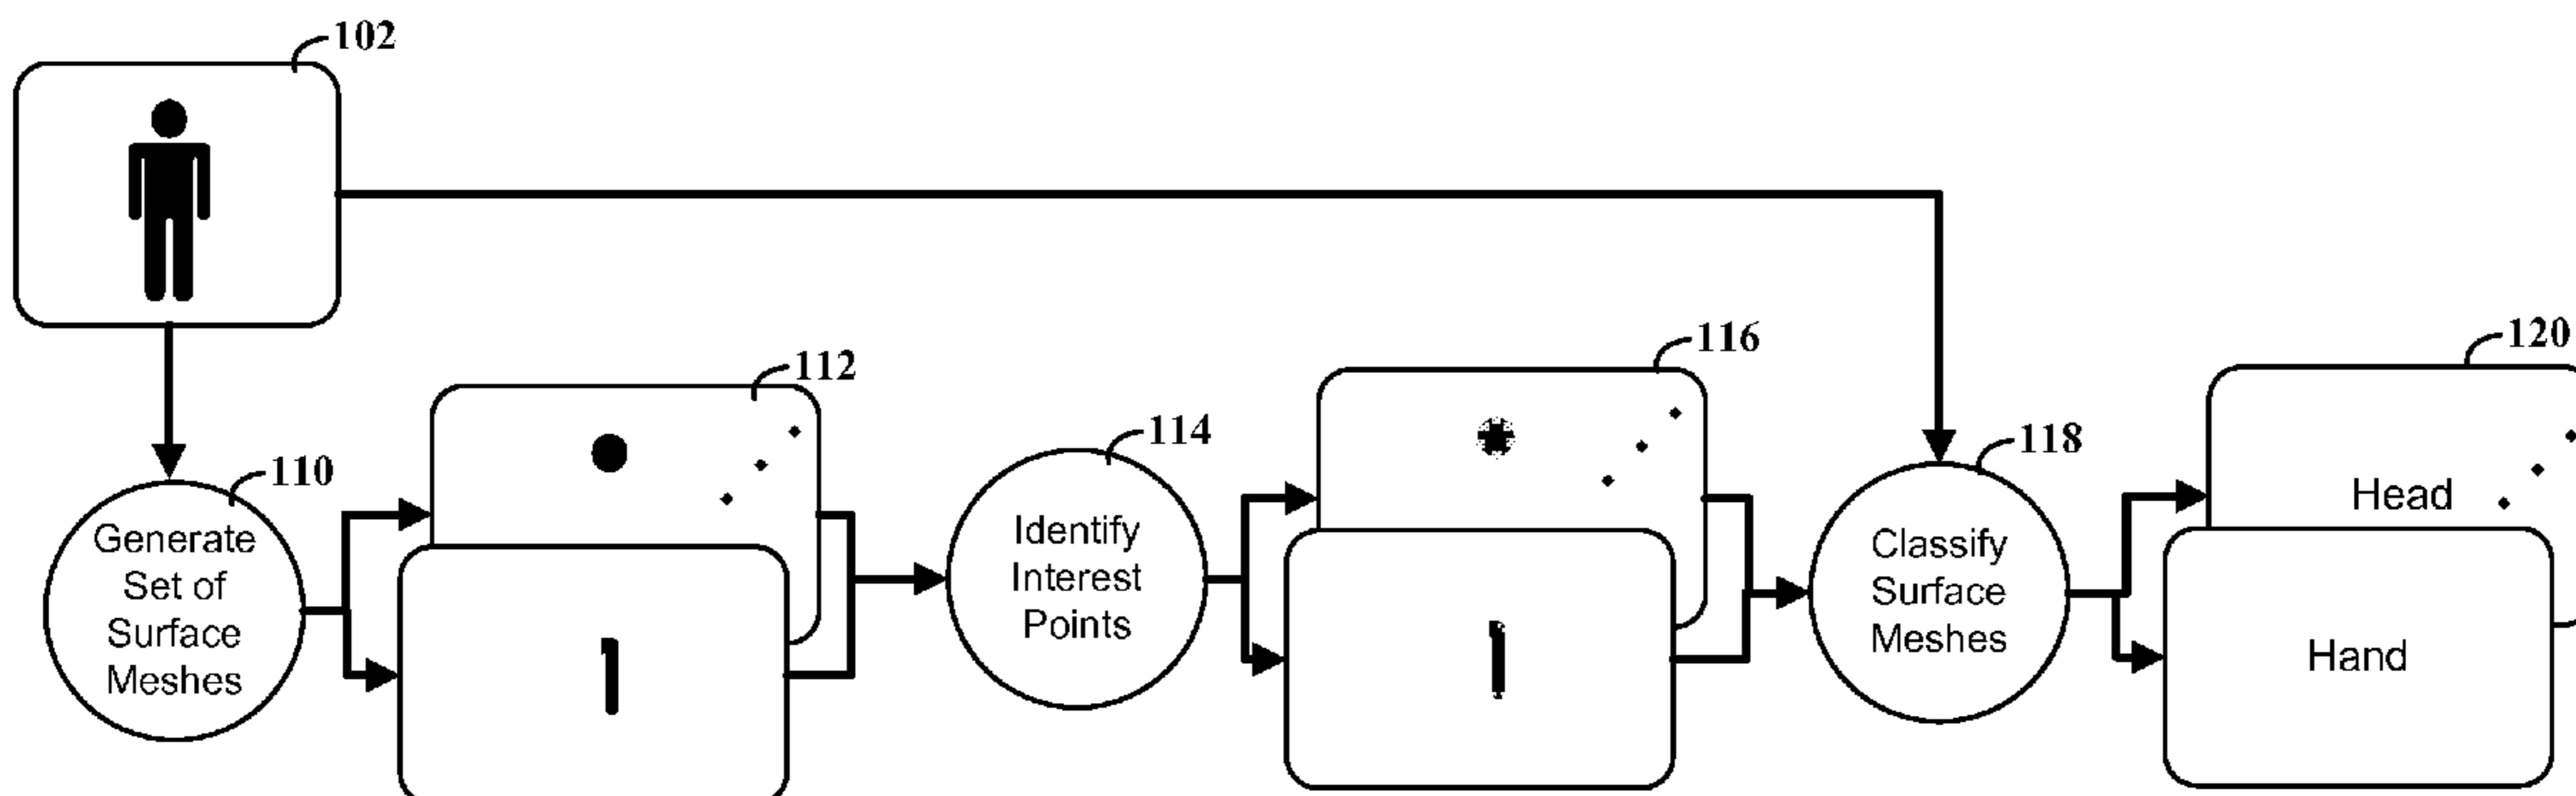 102
112
116
120
110
114
118
Generate
Set of
Surface
Meshes
Identify
Interest
Points
Classify
Surface
Meshes
Head
Hand